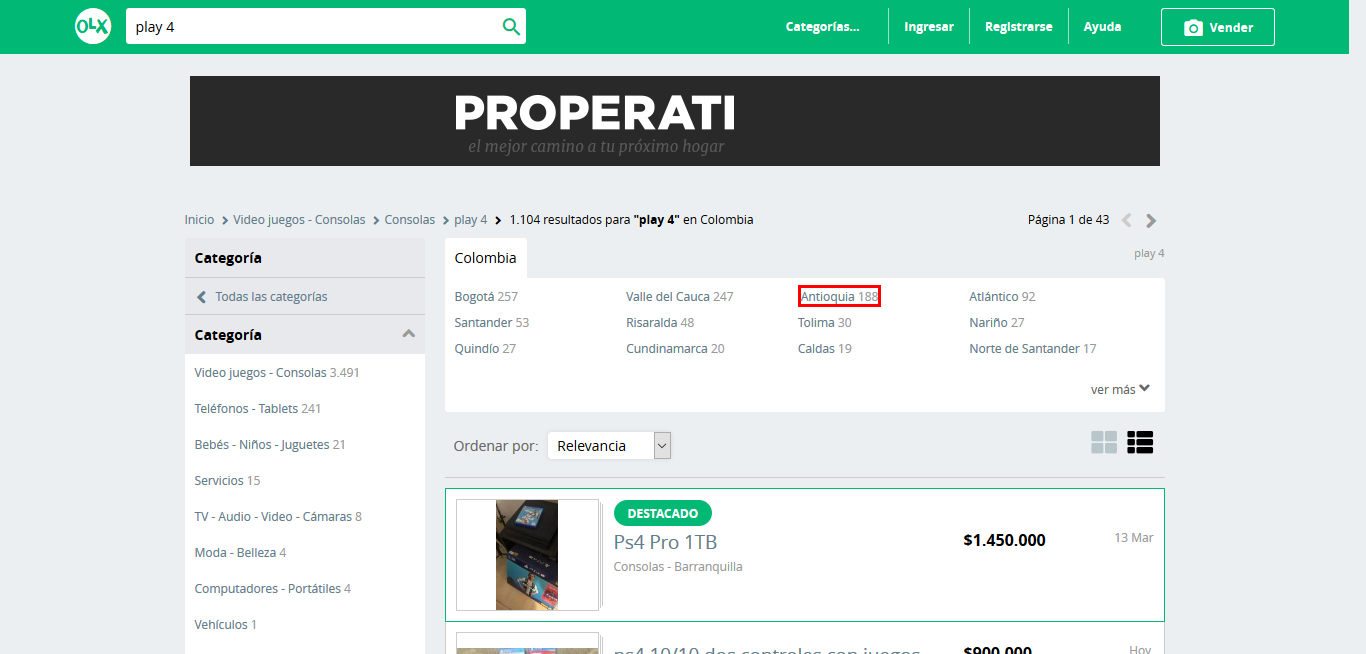 OLX
play 4
Categorías...
Ingresar
Registrarse
Ayuda
Vender
PROPERATI
el mejor camino a tu próximo hogar
Inicio > Video juegos - Consolas > Consolas > play 4 > 1.104 resultados para "play 4" en Colombia
Página 1 de 43
Categoría
Todas las categorías
Categoría
Video juegos - Consolas 3.491
Teléfonos - Tablets 241
Bebés - Niños - Juguetes 21
Servicios 15
TV - Audio - Video - Cámaras 8
Moda - Belleza 4
Computadores - Portátiles 4
Vehículos 1
Colombia
play 4
Bogotá 257
Valle del Cauca 247
Antioquia 188
Atlántico 92
Santander 53
Risaralda 48
Tolima 30
Nariño 27
Quindío 27
Cundinamarca 20
Caldas 19
Norte de Santander 17
ver más
Ordenar por:
Relevancia
DESTACADO
Ps4 Pro 1TB
$1.450.000
13 Mar
Consolas - Barranquilla
ps4 10/10 dos controles con juegos
$900.000
Hoy